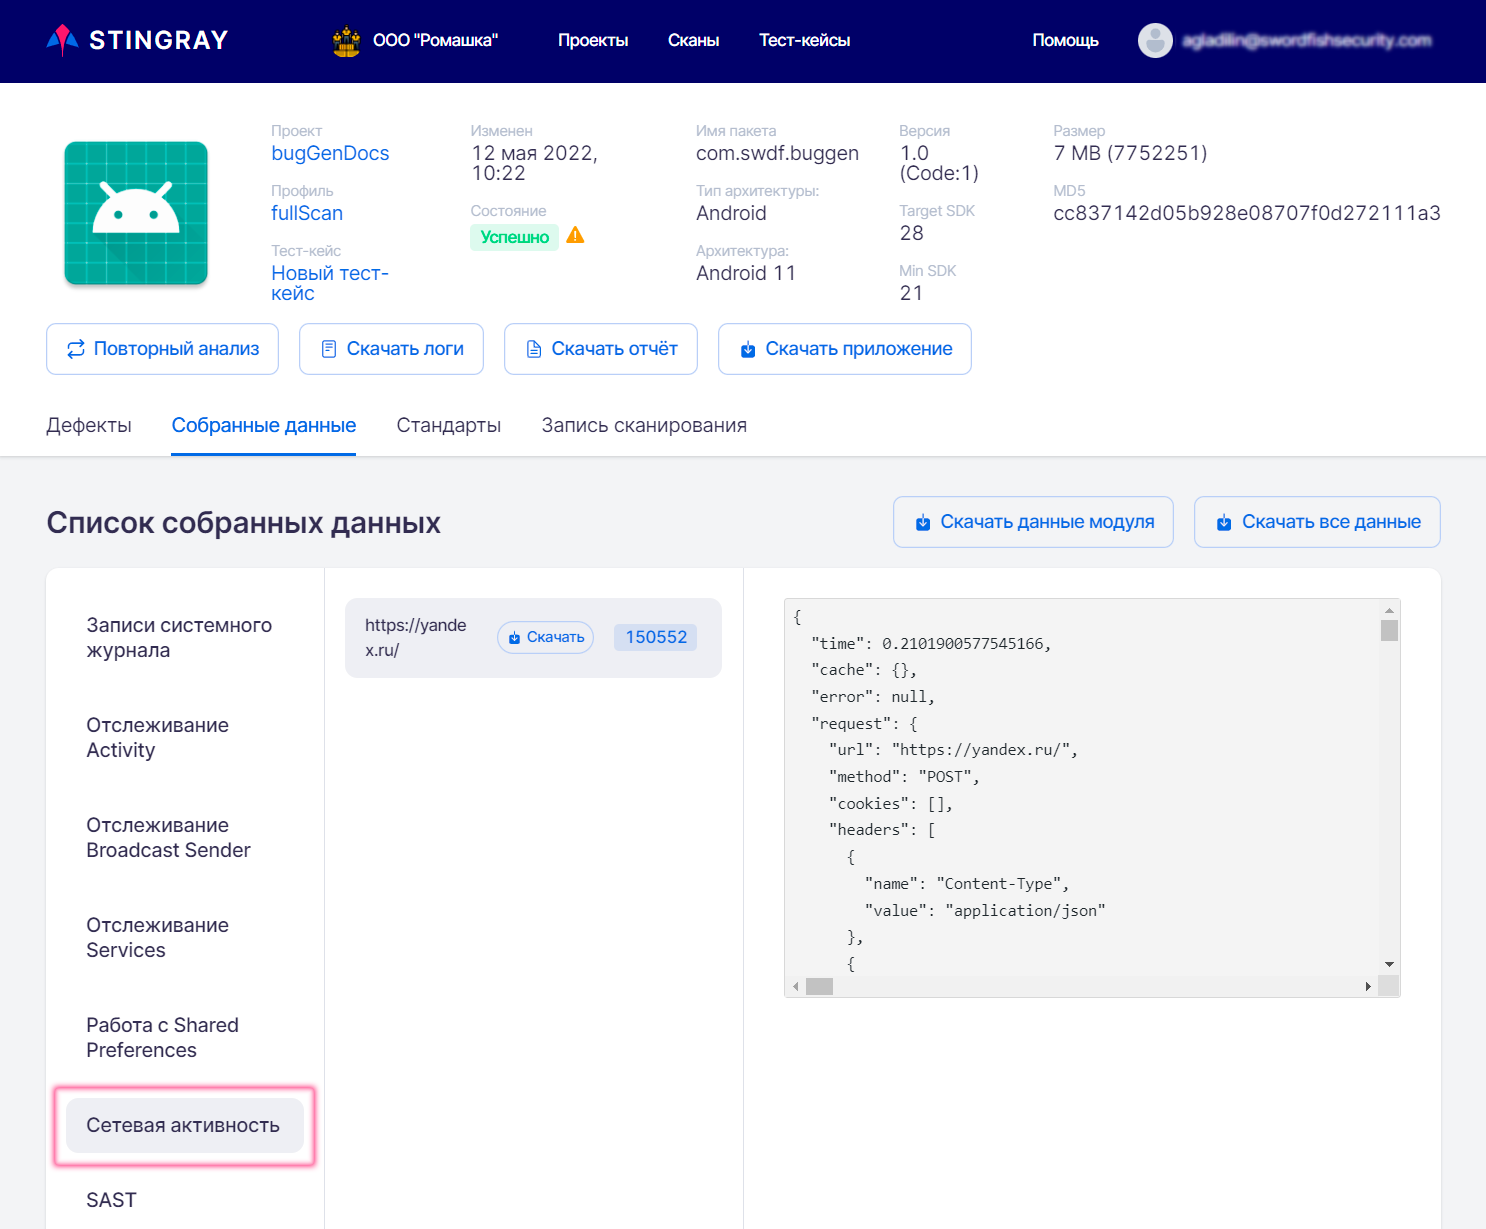 STINGRAY
ООО "Ромашка"
Проекты
Сканы
Тест-кейсы
Помощь
agladilin@swordfishsecurity.com
Проект
bugGenDocs
Профиль
fullScan
Тест-кейс
Новый тест-
кейс
Изменен
12 мая 2022,
10:22
Состояние
Успешно
Имя пакета
com.swdf.buggen
Тип архитектуры:
Android
Архитектура:
Android 11
Версия
1.0
(Code:1)
Target SDK
28
Min SDK
21
Размер
7 MB (7752251)
MD5
cc837142d05b928e08707f0d272111a3
Повторный анализ
Скачать логи
Скачать отчёт
Скачать приложение
Дефекты
Собранные данные
Стандарты
Запись сканирования
Список собранных данных
Скачать данные модуля
Скачать все данные
Записи системного
журнала
Отслеживание
Activity
Отслеживание
Broadcast Sender
Отслеживание
Services
Работа с Shared
Preferences
Сетевая активность
SAST
https://yande
x.ru/
Скачать
150552
{
"time": 0.2101900577545166,
"cache": {},
"error": null,
"request": {
"url": "https://yandex.ru/",
"method": "POST",
"cookies": [],
"headers": [
{
"name": "Content-Type",
"value": "application/json"
},
{